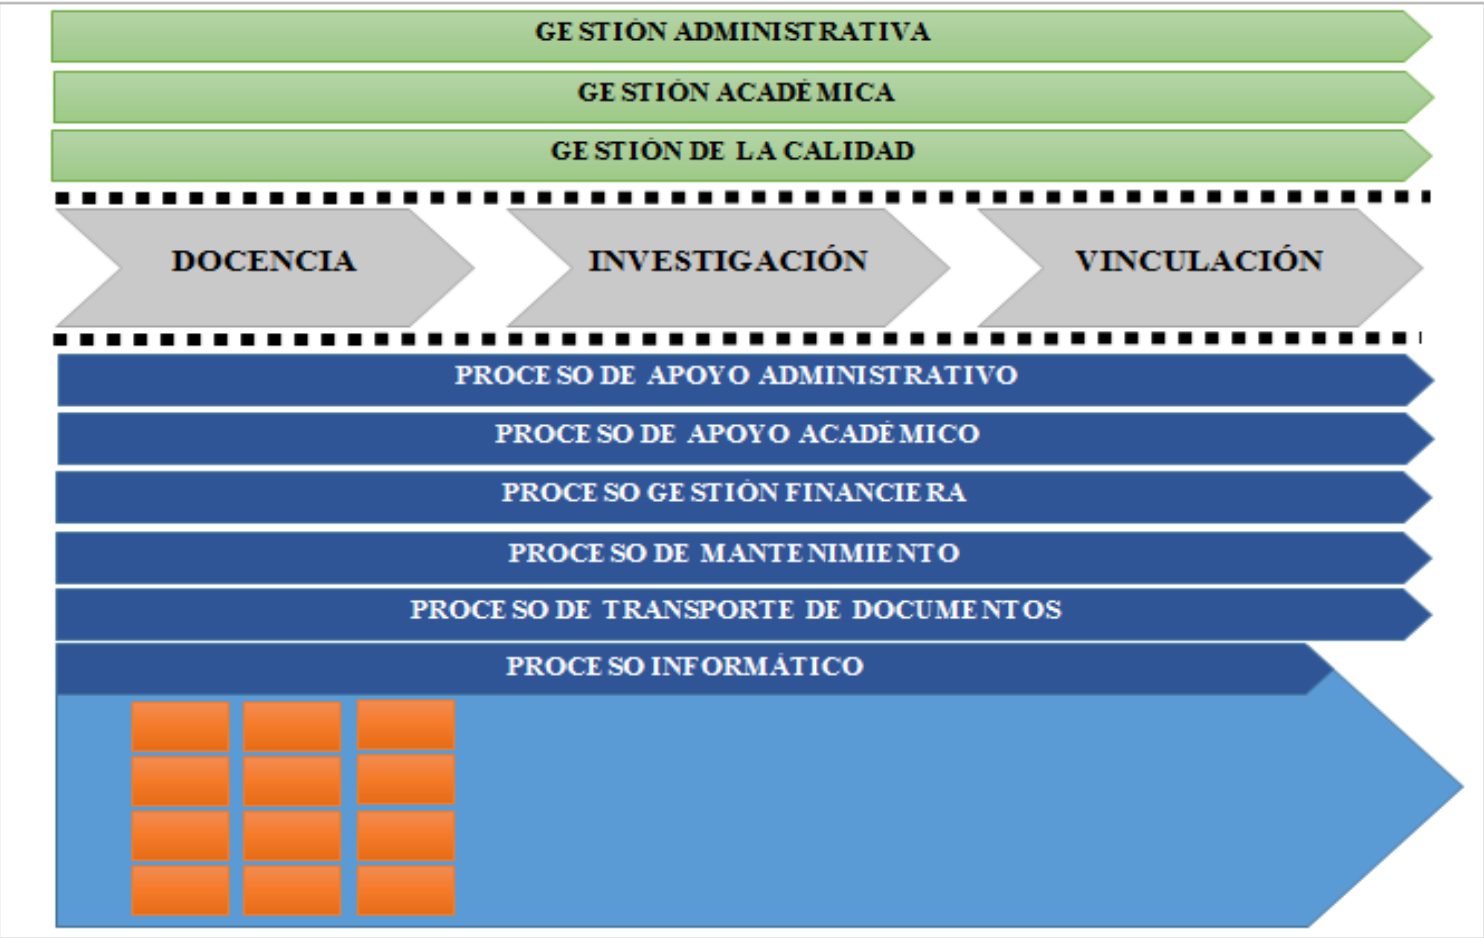 GESTIÓN ADMINISTRATIVA
GESTIÓN ACADÉMICA
GESTIÓN DE LA CALIDAD
DOCENCIA
INVESTIGACIÓN
VINCULACIÓN
PROCESO DE APOYO ADMINISTRATIVO
PROCESO DE APOYO ACADÉMICO
PROCESO GESTIÓN FINANCIERA
PROCESO DE MANTENIMIENTO
PROCESO DE TRANSPORTE DE DOCUMENTOS
PROCESO INFORMÁTICO